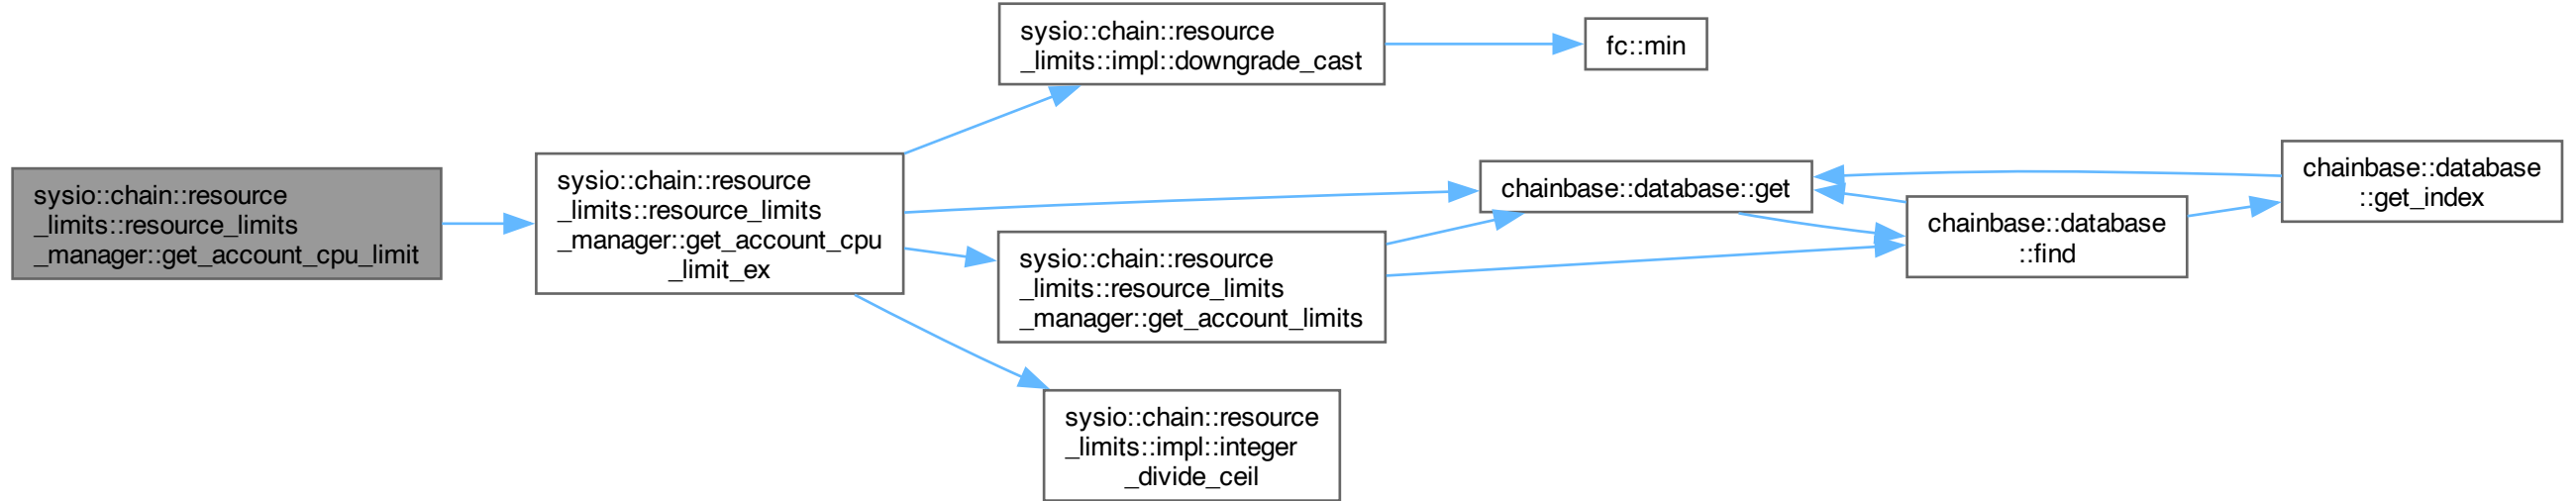 sysio::chain::resource
_limits::resource_limits
_manager::get_account_cpu_limit
sysio::chain::resource
_limits::resource_limits
_manager::get_account_cpu
_limit_ex
sysio::chain::resource
_limits::impl::downgrade_cast
fc::min
chainbase::database::get
sysio::chain::resource
_limits::resource_limits
_manager::get_account_limits
chainbase::database
::find
chainbase::database
::get_index
sysio::chain::resource
_limits::impl::integer
_divide_ceil